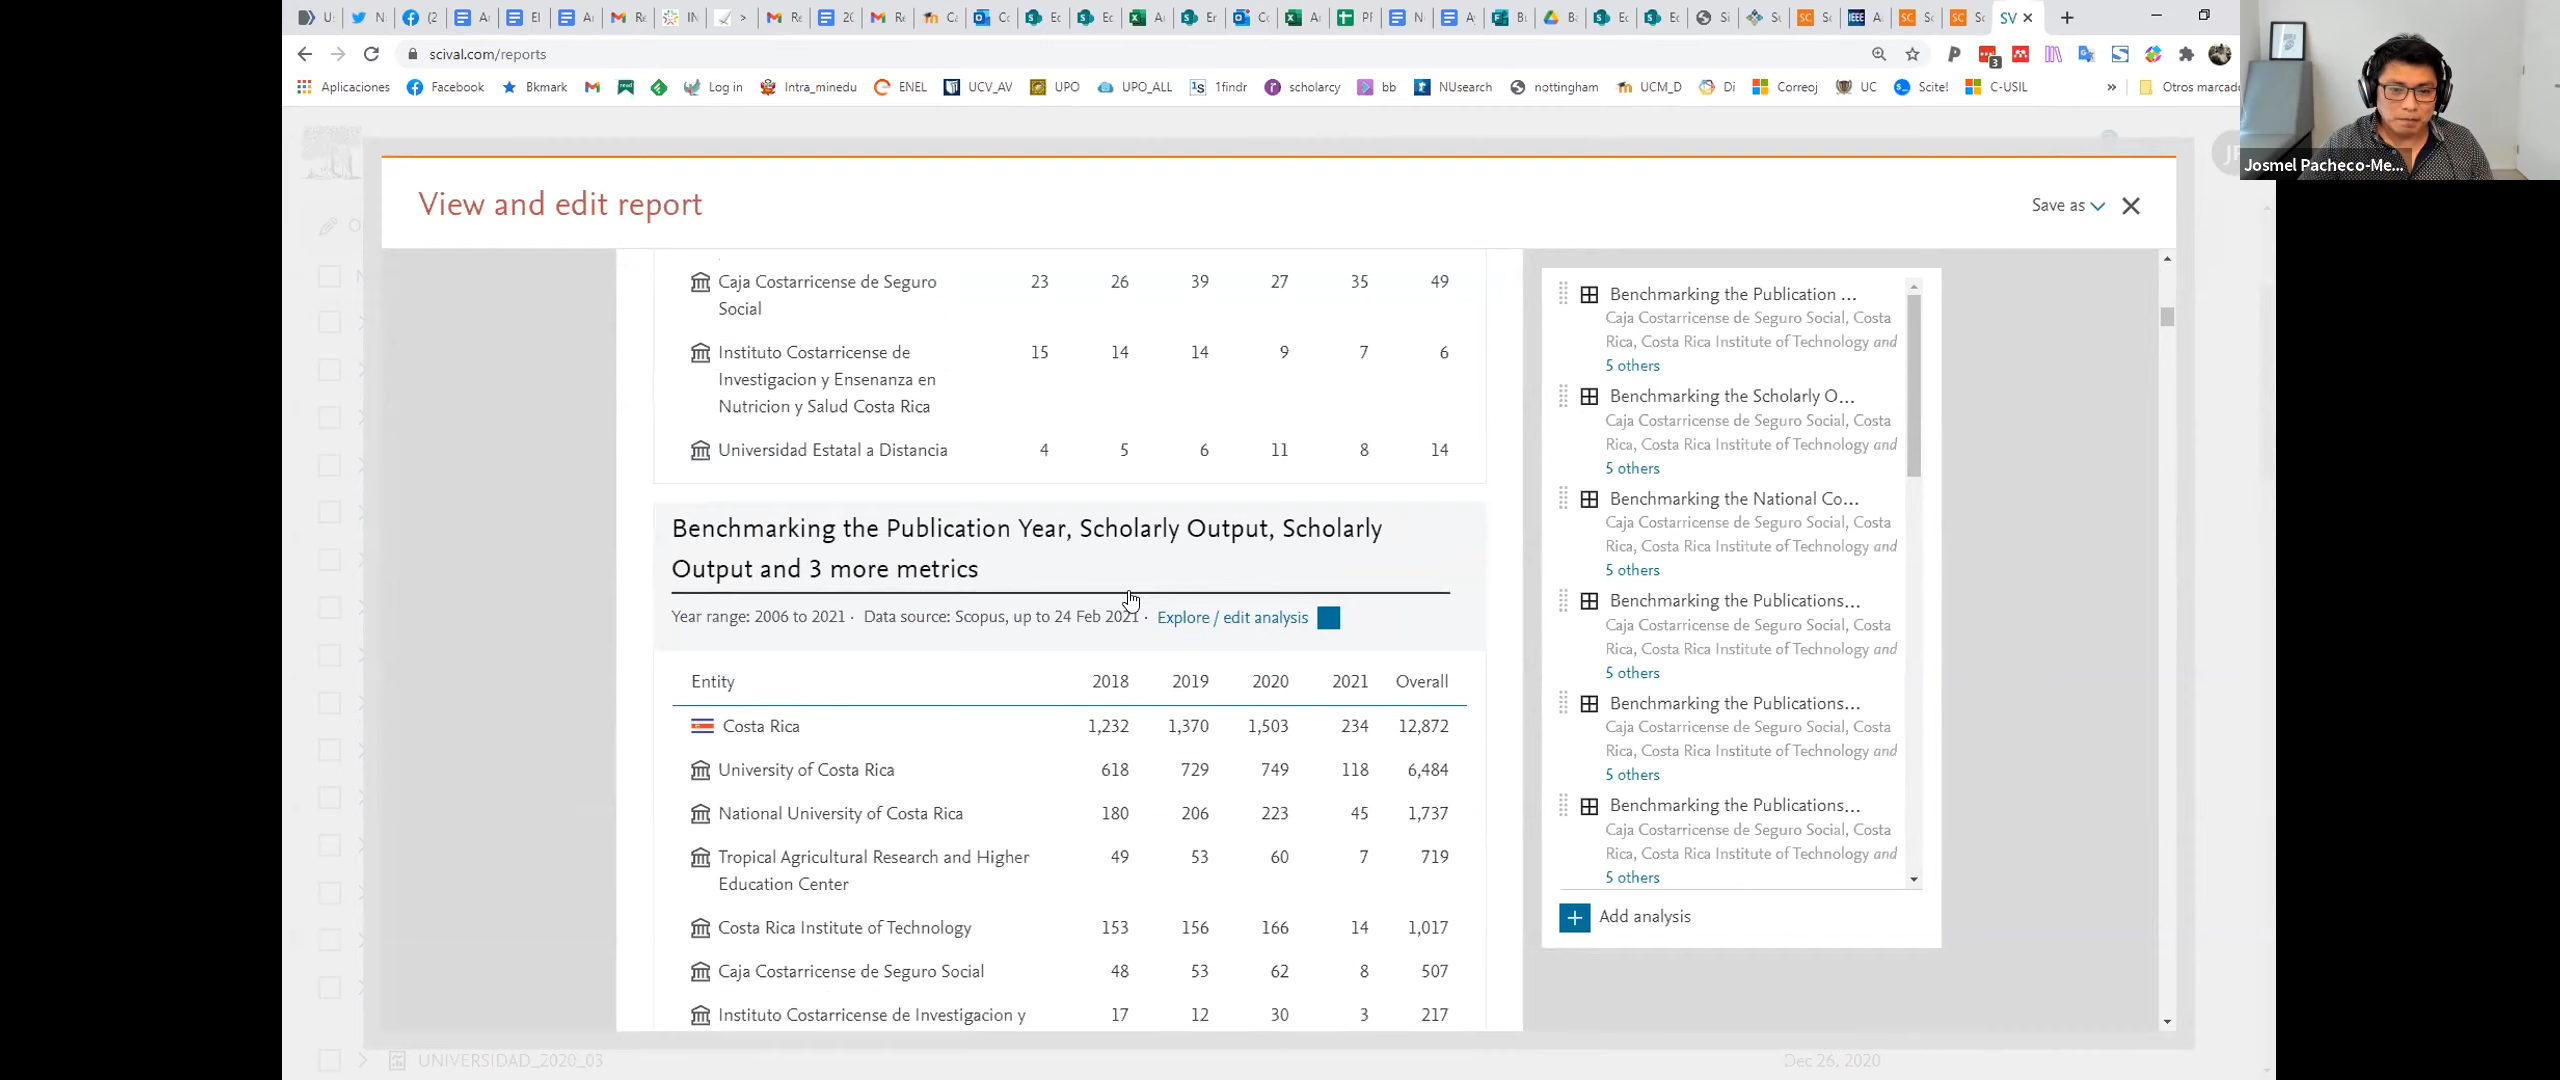 scival.com/reports
Aplicaciones Facebook Bkmark Log in Intra_minedu ENEL UCV_AV UPO UPO_ALL 1findr scholarcy bb NUsearch nottingham UCM_D Di Correoj UC Scite! C-USIL » Otros marcado
Josmel Pacheco-Me...
View and edit report
Save as
Caja Costarricense de Seguro 23 26 39 27 35 49
Social
Instituto Costarricense de 15 14 14 9 7 6
Investigacion y Ensenanza en
Nutricion y Salud Costa Rica
Universidad Estatal a Distancia 4 5 6 11 8 14
Benchmarking the Publication Year, Scholarly Output, Scholarly
Output and 3 more metrics
Year range: 2006 to 2021 · Data source: Scopus, up to 24 Feb 2021 · Explore / edit analysis
Entity 2018 2019 2020 2021 Overall
Costa Rica 1,232 1,370 1,503 234 12,872
University of Costa Rica 618 729 749 118 6,484
National University of Costa Rica 180 206 223 45 1,737
Tropical Agricultural Research and Higher 49 53 60 7 719
Education Center
Costa Rica Institute of Technology 153 156 166 14 1,017
Caja Costarricense de Seguro Social 48 53 62 8 507
Instituto Costarricense de Investigacion y 17 12 30 3 217
Benchmarking the Publication ...
Caja Costarricense de Seguro Social, Costa
Rica, Costa Rica Institute of Technology and
5 others
Benchmarking the Scholarly O...
Caja Costarricense de Seguro Social, Costa
Rica, Costa Rica Institute of Technology and
5 others
Benchmarking the National Co...
Caja Costarricense de Seguro Social, Costa
Rica, Costa Rica Institute of Technology and
5 others
Benchmarking the Publications...
Caja Costarricense de Seguro Social, Costa
Rica, Costa Rica Institute of Technology and
5 others
Benchmarking the Publications...
Caja Costarricense de Seguro Social, Costa
Rica, Costa Rica Institute of Technology and
5 others
Benchmarking the Publications...
Caja Costarricense de Seguro Social, Costa
Rica, Costa Rica Institute of Technology and
5 others
Add analysis
UNIVERSIDAD_2020_03 Dec 26, 2020